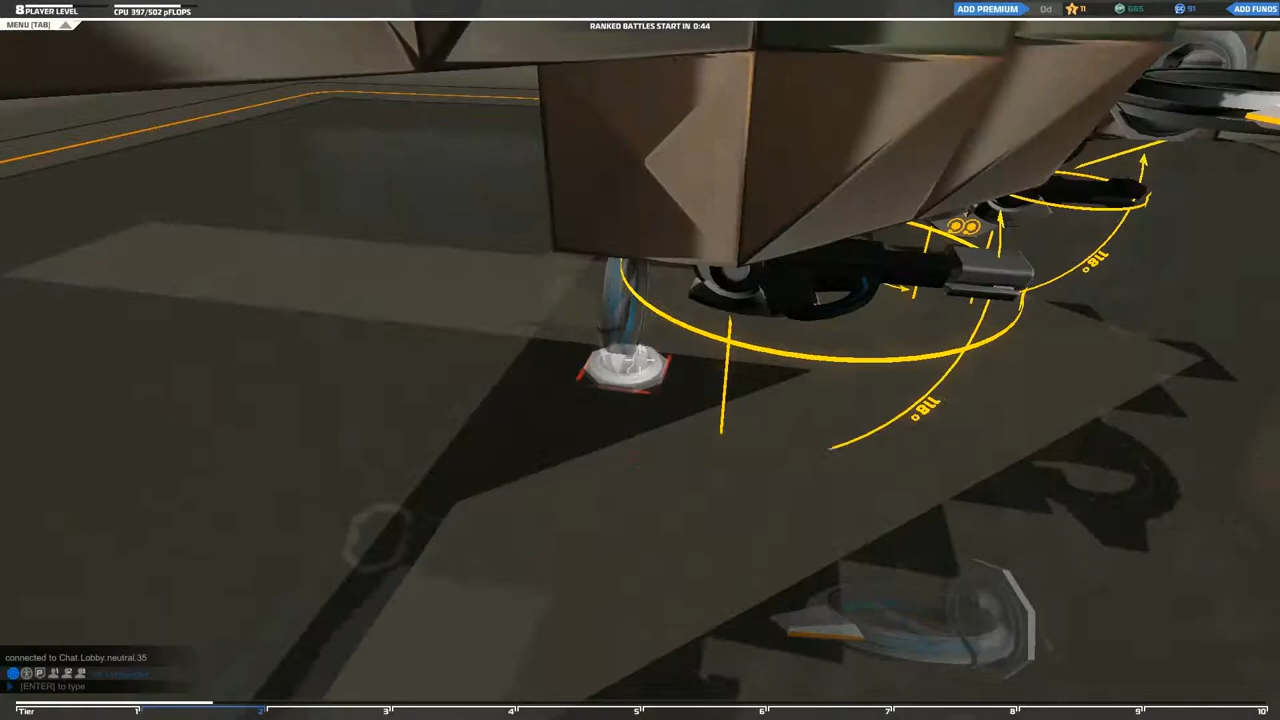 8 PLAYER LEVEL
CPU 397/502 pFLOPS
ADD PREMIUM
0d
11
665
91
ADD FUNDS
MENU [TAB]
RANKED BATTLES START IN 0:44
118°
118°
connected to Chat.Lobby.neutral.35
[ENTER] to type
Tier 1 2 3 4 5 6 7 8 9 10